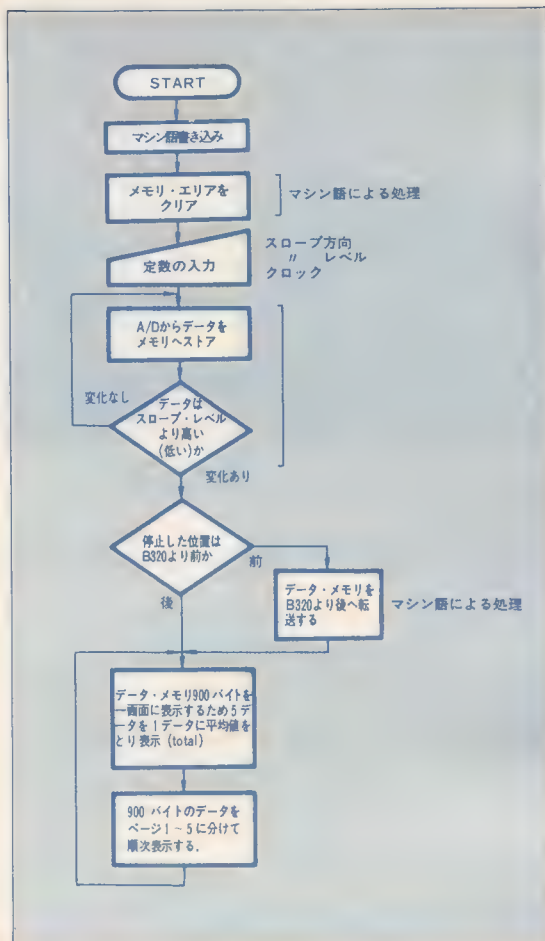 START
マシン語書き込み
メモリ・エリアを
クリア
マシン語による処理
定数の入力
スロープ方向
〃 レベル
クロック
A/Dからデータを
メモリへストア
変化なし
データは
スロープ・レベル
より高い
(低い)か
変化あり
停止した位置は
B320より前か
前
後
データ・メモリを
B320より後へ転
送する
マシン語による処理
データ・メモリ900バイトを
一画面に表示するため5デ
ータを1データに平均値を
とり表示(total)
900バイトのデータを
ページ1~5に分けて
順次表示する.